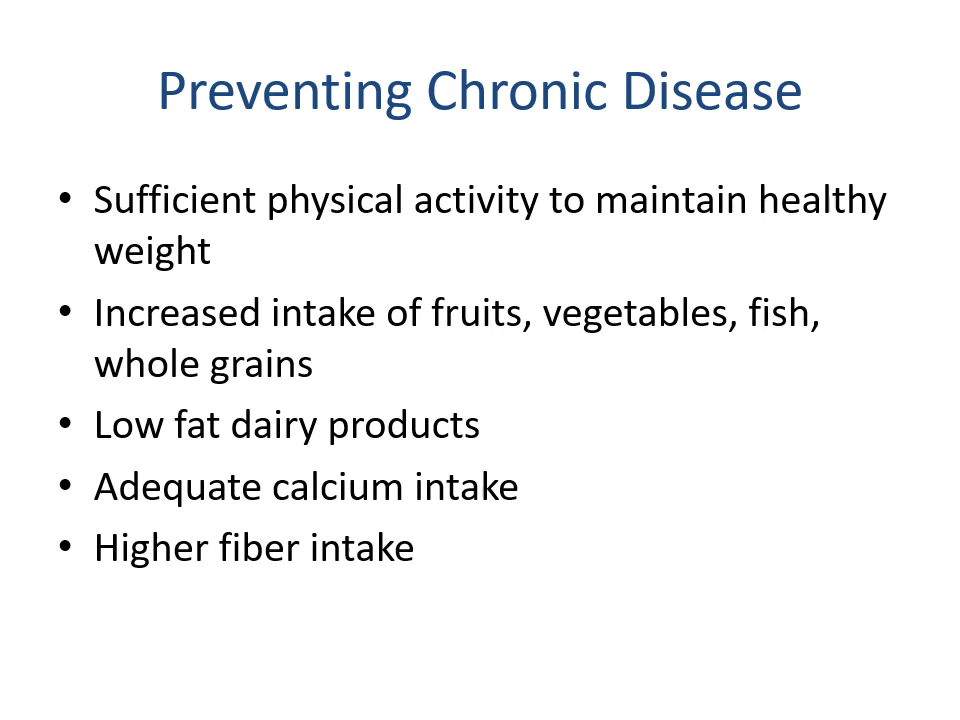 Preventing Chronic Disease
• Sufficient physical activity to maintain healthy
weight
• Increased intake of fruits, vegetables, fish,
whole grains
• Low fat dairy products
• Adequate calcium intake
• Higher fiber intake